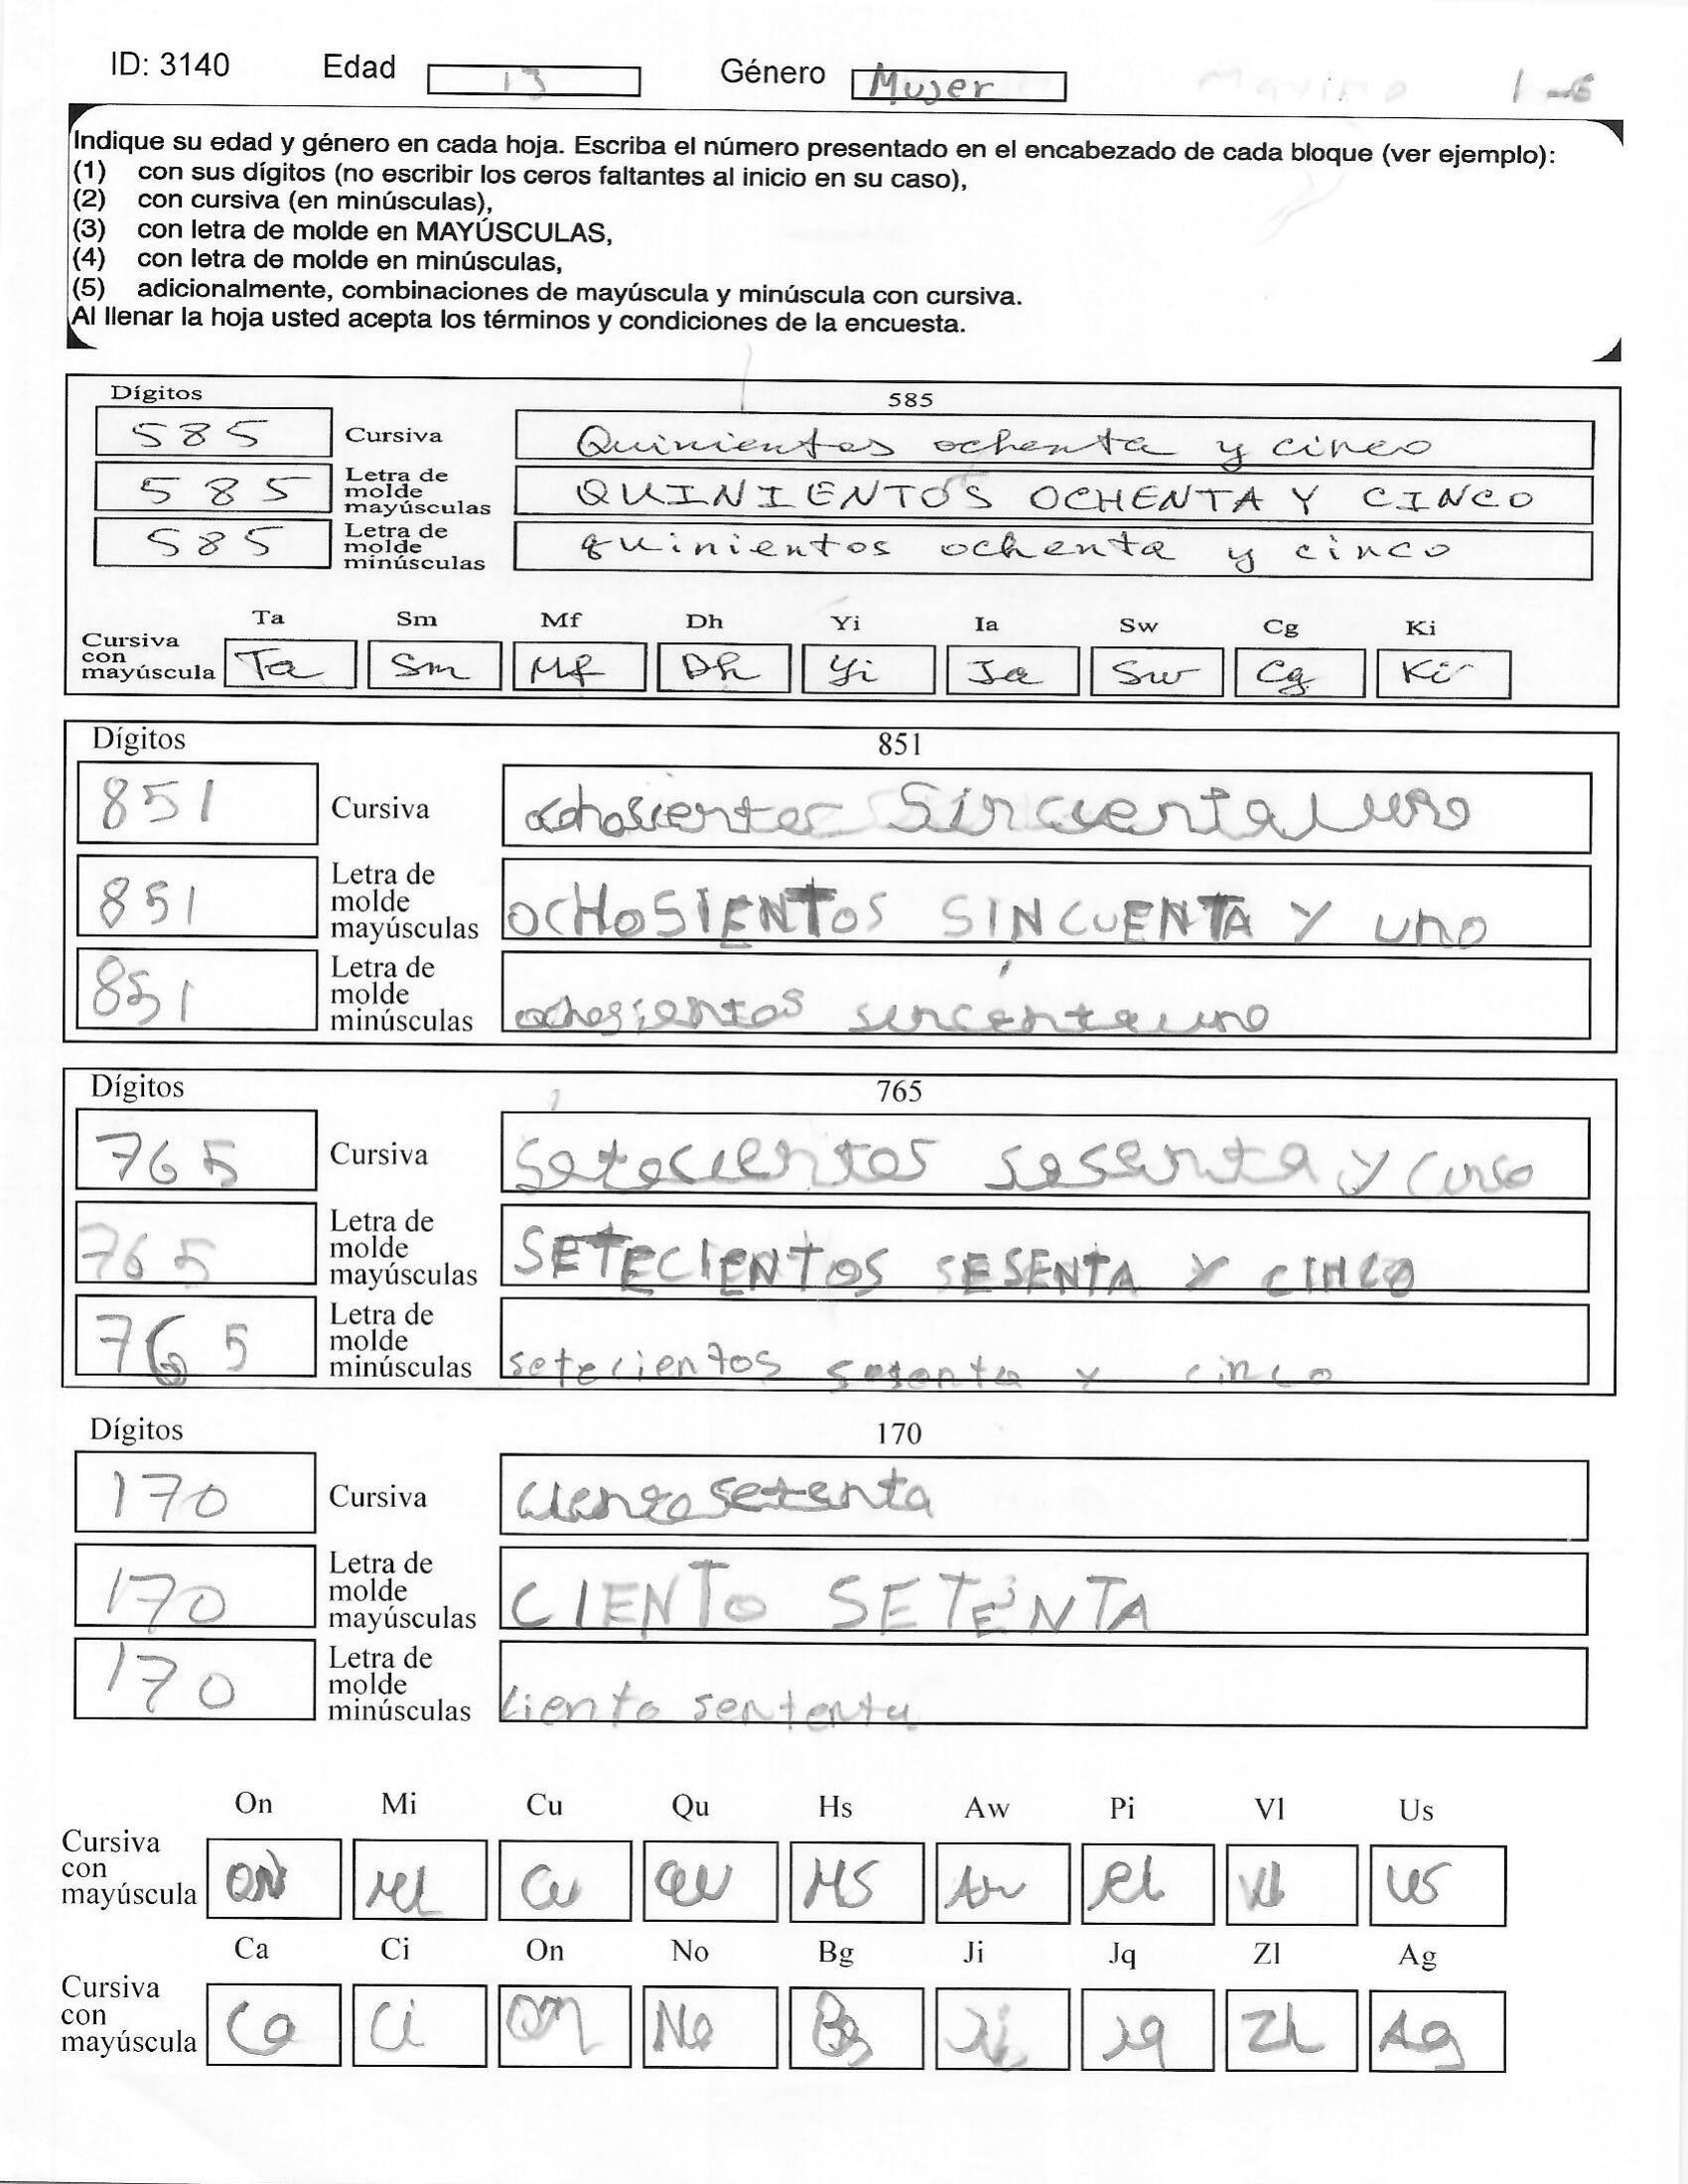 ID: 3140 Edad 13 Género Mujer 1-6
Indique su edad y género en cada hoja. Escriba el número presentado en el encabezado de cada bloque (ver ejemplo):
(1) con sus dígitos (no escribir los ceros faltantes al inicio en su caso),
(2) con cursiva (en minúsculas),
(3) con letra de molde en MAYÚSCULAS,
(4) con letra de molde en minúsculas,
(5) adicionalmente, combinaciones de mayúscula y minúscula con cursiva.
Al llenar la hoja usted acepta los términos y condiciones de la encuesta.
Dígitos 585
585 Cursiva Quinientos ochenta y cinco
585 Letra de molde mayúsculas QUINIENTOS OCHENTA Y CINCO
585 Letra de molde minúsculas quinientos ochenta y cinco
Ta Sm Mf Dh Yi Ia Sw Cg Ki
Cursiva con mayúscula Ta Sm Mf Dh Yi Ia Sw Cg Ki
Dígitos 851
851 Cursiva ochosientos Sincuenta y uno
851 Letra de molde mayúsculas OCHOSIENTOS SINCUENTA Y UNO
851 Letra de molde minúsculas ochosientos
Dígitos 765
765 Cursiva Setecientos sesenta y
765 Letra de molde mayúsculas SETECIENTOS SESENTA Y CINCO
765 Letra de molde minúsculas setecientos sesenta y cinco
Dígitos 170
170 Cursiva ciento setenta
170 Letra de molde mayúsculas CIENTO SETENTA
170 Letra de molde minúsculas ciento sententa
On Mi Cu Qu Hs Aw Pi Vl Us
Cursiva con mayúscula ON Mi Cu Qu HS Aw Pi Vl US
Ca Ci On No Bg Ji Jq Zl Ag
Cursiva con mayúscula Ca Ci On No Bg Ji Jq Zl Ag